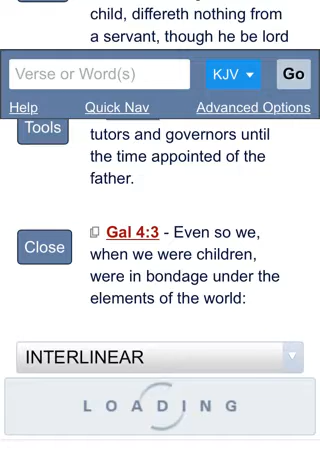 child, differeth nothing from
a servant, though he be lord
Verse or Word(s)
KJV
Go
Help
Quick Nav
Advanced Options
Tools
tutors and governors until
the time appointed of the
father.
Close
Gal 4:3 - Even so we,
when we were children,
were in bondage under the
elements of the world:
INTERLINEAR
LOADING